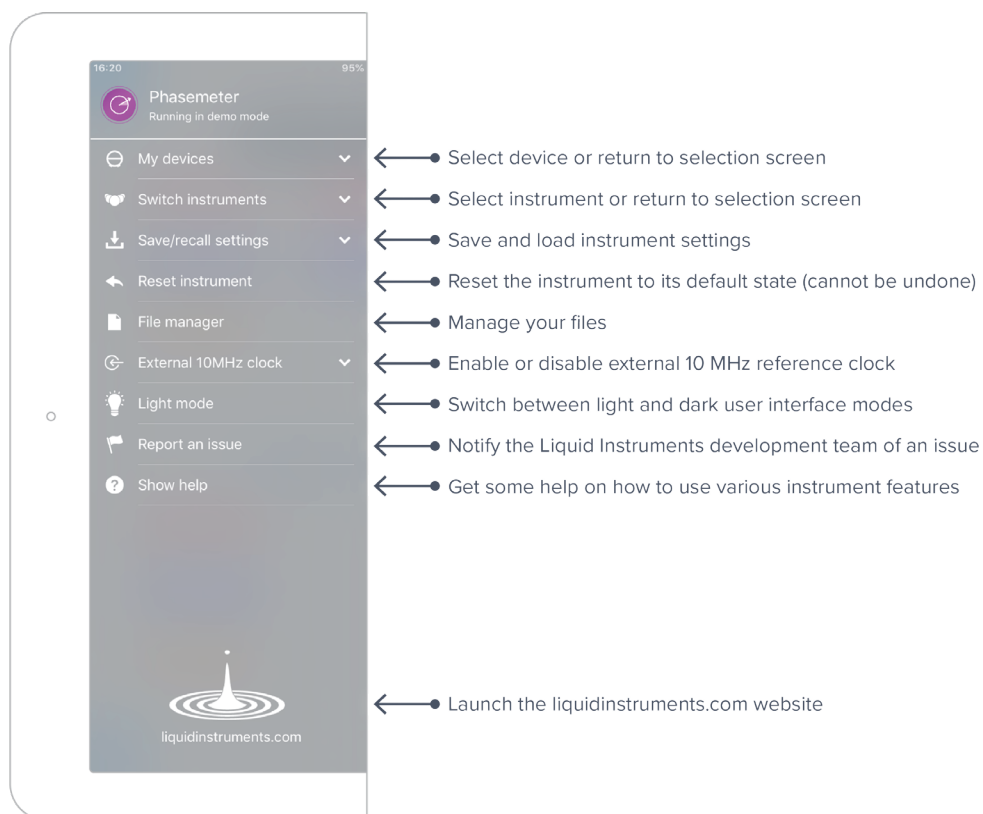 16:20 95%
Phasemeter
Running in demo mode
My devices
Select device or return to selection screen
Switch instruments
Select instrument or return to selection screen
Save/recall settings
Save and load instrument settings
Reset instrument
Reset the instrument to its default state (cannot be undone)
File manager
Manage your files
External 10MHz clock
Enable or disable external 10 MHz reference clock
Light mode
Switch between light and dark user interface modes
Report an issue
Notify the Liquid Instruments development team of an issue
Show help
Get some help on how to use various instrument features
Launch the liquidinstruments.com website
liquidinstruments.com